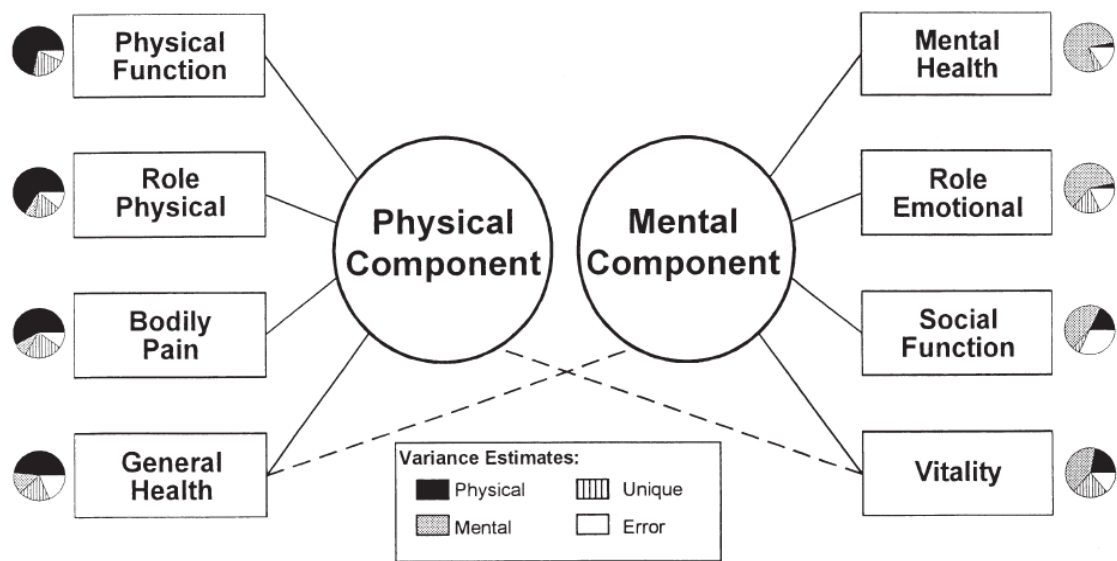 Physical
Function
Role
Physical
Bodily
Pain
General
Health
Physical
Component
Mental
Component
Mental
Health
Role
Emotional
Social
Function
Vitality
Variance Estimates:
Physical
Unique
Mental
Error